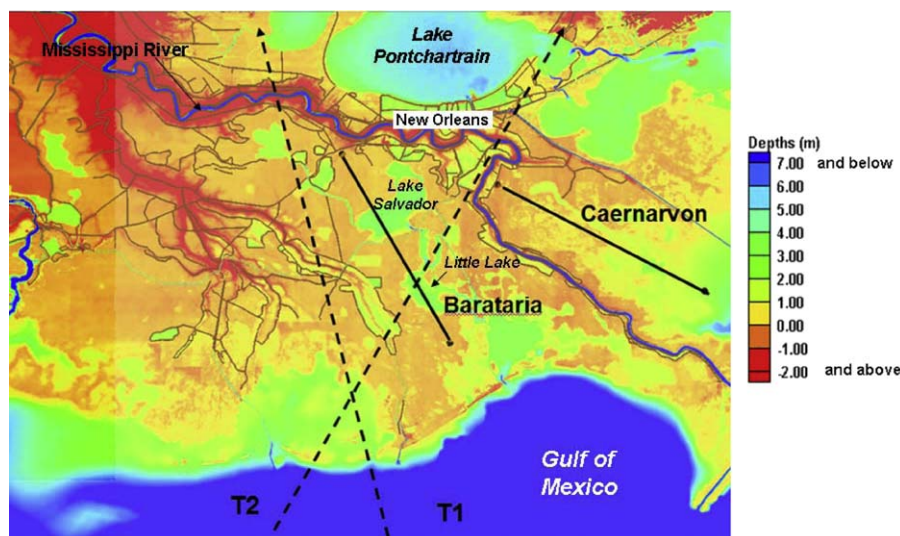 Lake
Pontchartrain
Mississippi River
New Orleans
Lake
Salvador
Caernarvon
Little Lake
Barataria
Gulf of
Mexico
T2
T1
Depths (m)
7.00 and below
6.00
5.00
4.00
3.00
2.00
1.00
0.00
-1.00
-2.00 and above